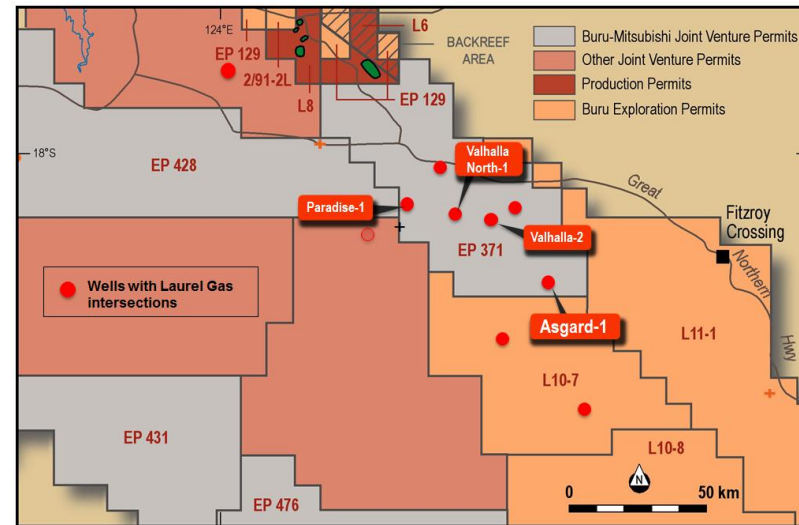 124°E
L6
EP 129
BACKREEF
AREA
2/91-2L
L8
EP 129
Buru-Mitsubishi Joint Venture Permits
Other Joint Venture Permits
Production Permits
Buru Exploration Permits
18°S
EP 428
Valhalla
North-1
Great
Paradise-1
Fitzroy
Crossing
Valhalla-2
EP 371
Northern
Wells with Laurel Gas
intersections
Asgard-1
L11-1
Hwy
L10-7
EP 431
L10-8
N
0 50 km
EP 476